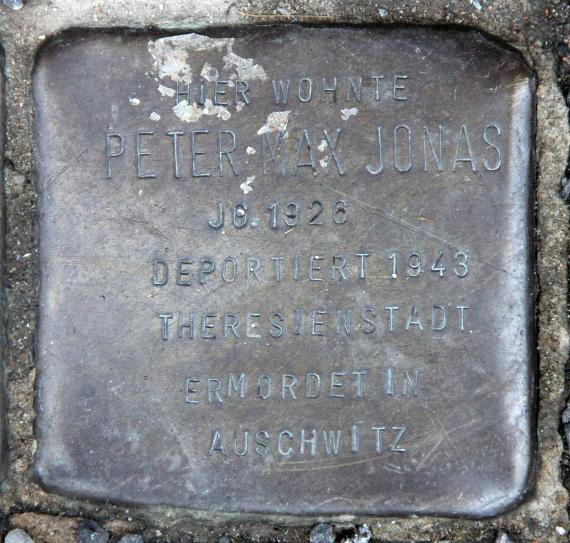 HIER WOHNTE
PETER MAX JONAS
JG. 1926
DEPORTIERT 1943
THERESIENSTADT
ERMORDET IN
AUSCHWITZ